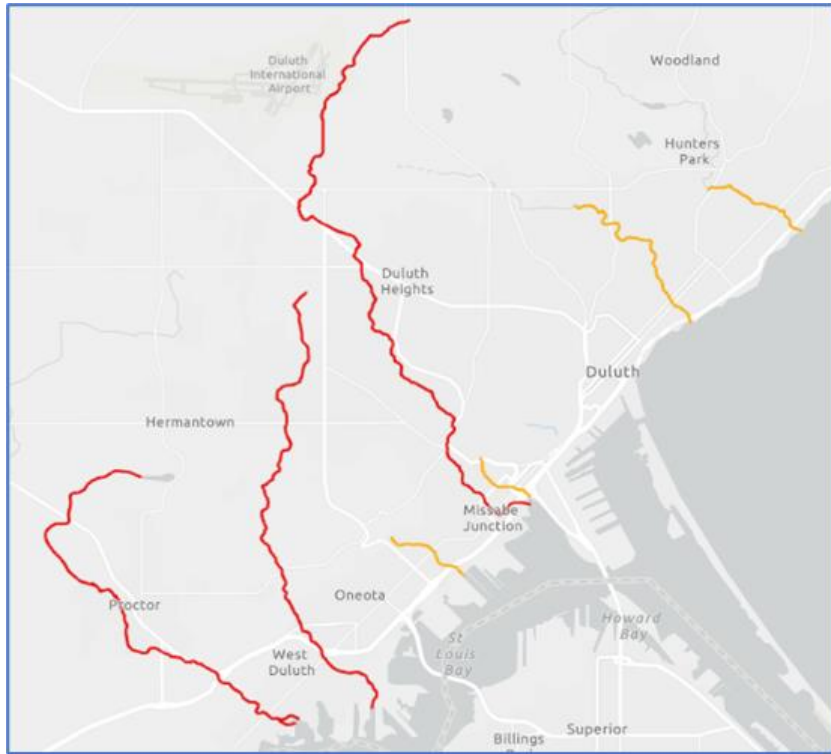 Woodland
Duluth
International
Airport
Hunters
Park
Duluth
Heights
Duluth
Hermantown
Missabe
Junction
Proctor
Oneota
West
Duluth
St
Louis
Bay
Howard
Bay
Superior
Billings